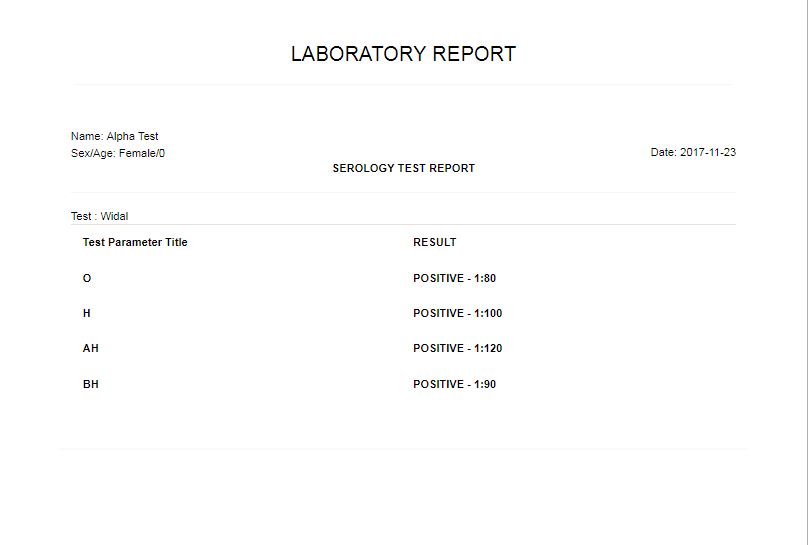 LABORATORY REPORT
Name: Alpha Test
Sex/Age: Female/0
Date: 2017-11-23
SEROLOGY TEST REPORT
Test : Widal
Test Parameter Title RESULT
O POSITIVE - 1:80
H POSITIVE - 1:100
AH POSITIVE - 1:120
BH POSITIVE - 1:90